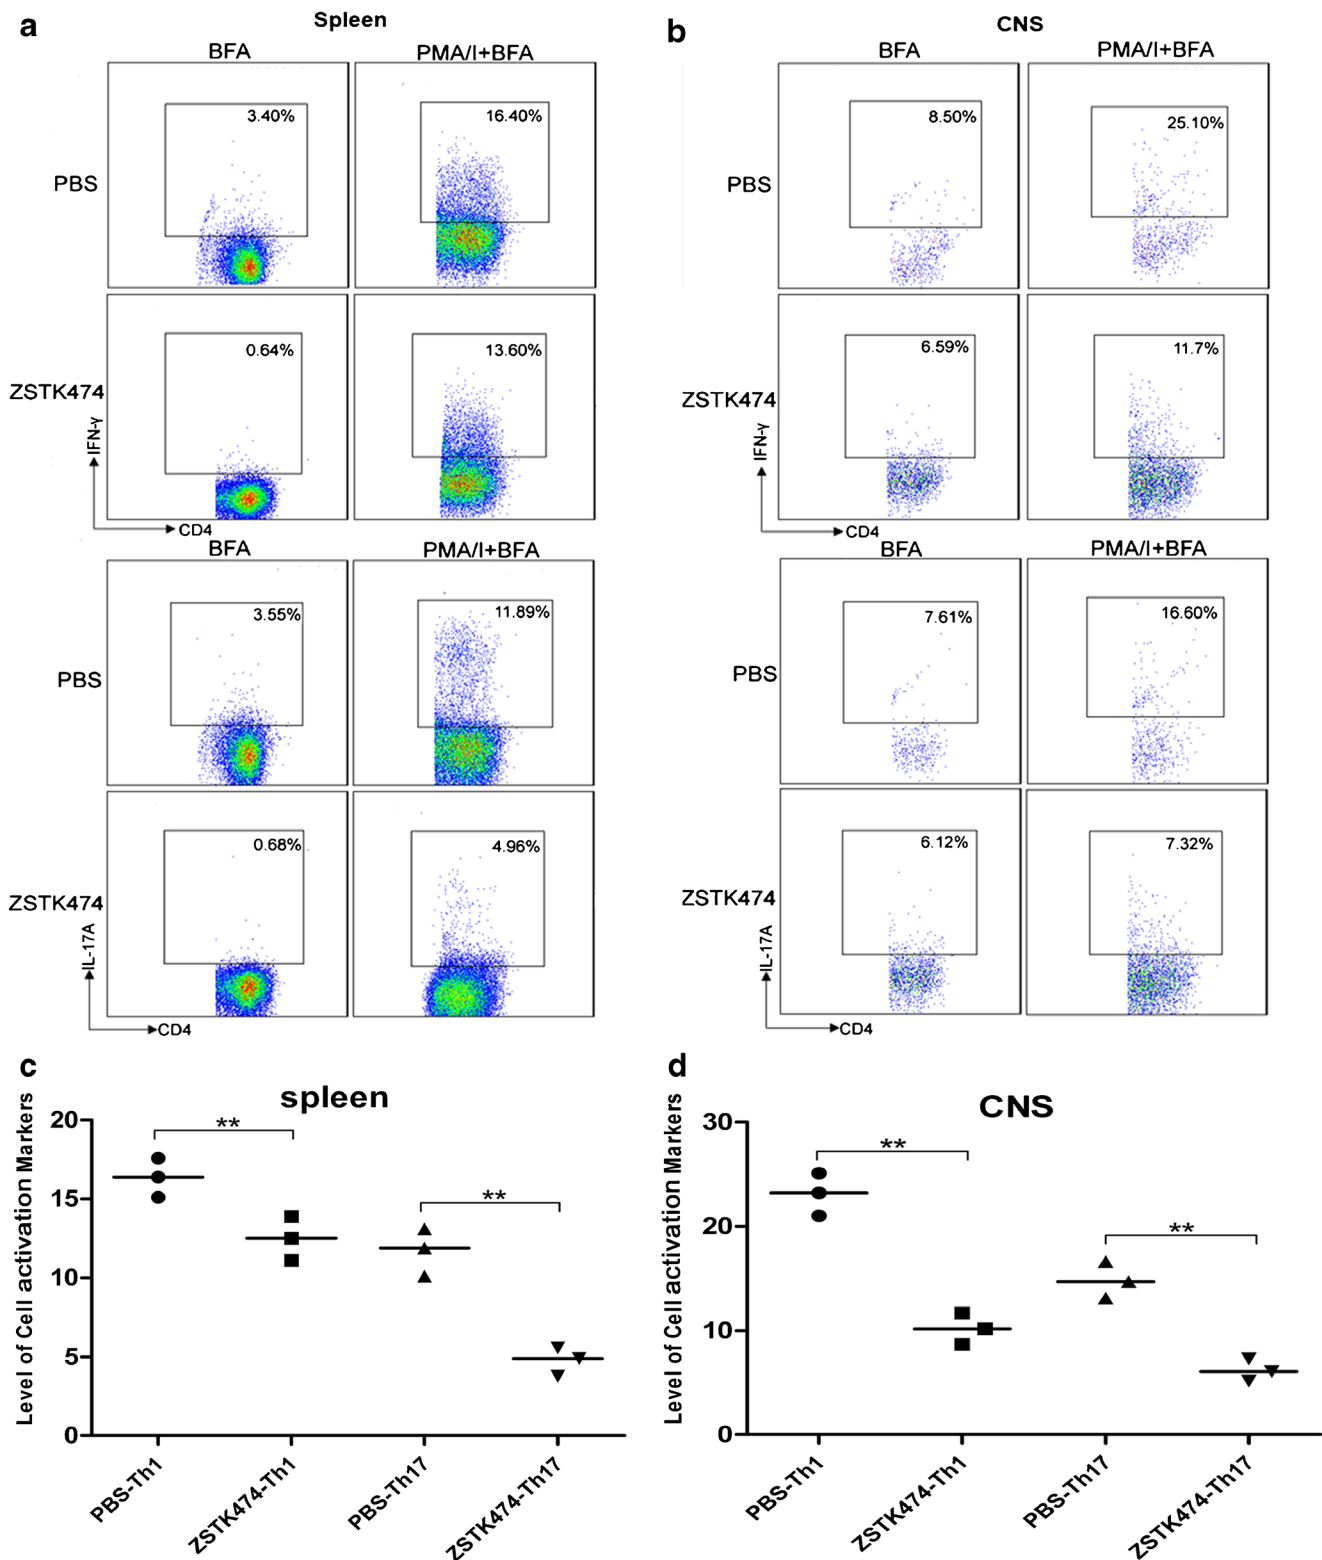 a
Spleen
BFA
PMA/I+BFA
PBS
3.40%
16.40%
ZSTK474
0.64%
13.60%
IFN-γ
CD4
BFA
PMA/I+BFA
PBS
3.55%
11.89%
ZSTK474
0.68%
4.96%
IL-17A
CD4
b
CNS
BFA
PMA/I+BFA
PBS
8.50%
25.10%
ZSTK474
6.59%
11.7%
IFN-γ
CD4
BFA
PMA/I+BFA
PBS
7.61%
16.60%
ZSTK474
6.12%
7.32%
IL-17A
CD4
c
spleen
Level of Cell activation Markers
20
15
10
5
0
**
**
PBS-Th1
ZSTK474-Th1
PBS-Th17
ZSTK474-Th17
d
CNS
Level of Cell activation Markers
30
20
10
0
**
**
PBS-Th1
ZSTK474-Th1
PBS-Th17
ZSTK474-Th17